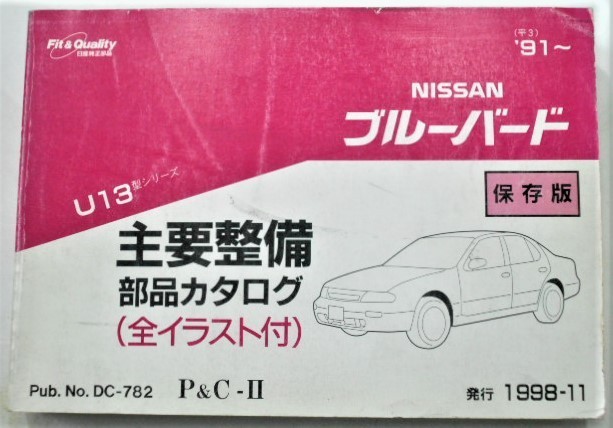 Fit & Quality
日産純正部品
(平3)
'91~
NISSAN
ブルーバード
U13型シリーズ
保存版
主要整備
部品カタログ
(全イラスト付)
Pub. No. DC-782 P&C-II
発行 1998-11